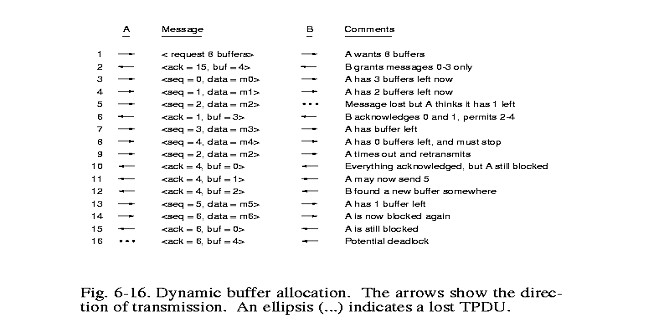 A Message B Comments
1 → < request 8 buffers> → A wants 8 buffers
2 ← <ack = 15, buf = 4> ← B grants messages 0-3 only
3 → <seq = 0, data = m0> → A has 3 buffers left now
4 → <seq = 1, data = m1> → A has 2 buffers left now
5 → <seq = 2, data = m2> ••• Message lost but A thinks it has 1 left
6 ← <ack = 1, buf = 3> ← B acknowledges 0 and 1, permits 2-4
7 → <seq = 3, data = m3> → A has buffer left
8 → <seq = 4, data = m4> → A has 0 buffers left, and must stop
9 → <seq = 2, data = m2> → A times out and retransmits
10 ← <ack = 4, buf = 0> ← Everything acknowledged, but A still blocked
11 ← <ack = 4, buf = 1> ← A may now send 5
12 ← <ack = 4, buf = 2> ← B found a new buffer somewhere
13 → <seq = 5, data = m5> → A has 1 buffer left
14 → <seq = 6, data = m6> → A is now blocked again
15 ← <ack = 6, buf = 0> ← A is still blocked
16 ••• <ack = 6, buf = 4> ← Potential deadlock
Fig. 6-16. Dynamic buffer allocation. The arrows show the direc-
tion of transmission. An ellipsis (...) indicates a lost TPDU.